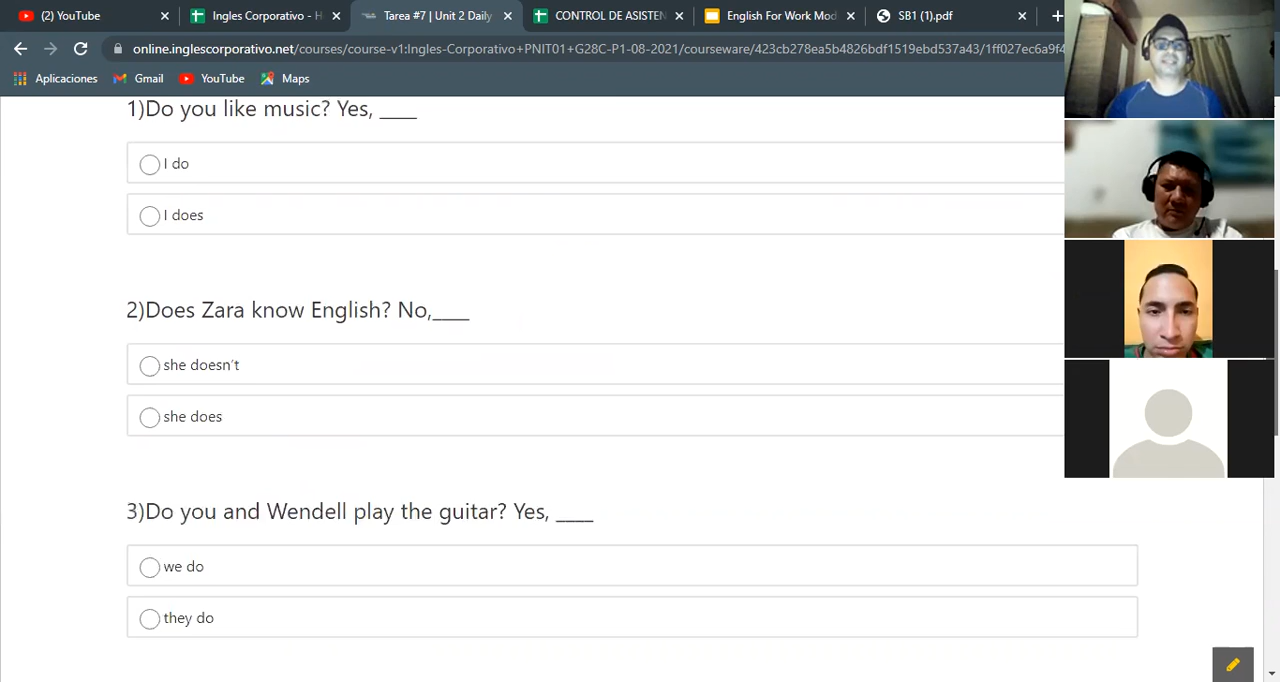 (2) YouTube
Ingles Corporativo - H
Tarea #7 | Unit 2 Daily
CONTROL DE ASISTEN
English For Work Mod
SB1 (1).pdf
online.inglescorporativo.net/courses/course-v1:Ingles-Corporativo+PNIT01+G28C-P1-08-2021/courseware/423cb278ea5b4826bdf1519ebd537a43/1ff027ec6a9f4
Aplicaciones
Gmail
YouTube
Maps
1)Do you like music? Yes, ____
I do
I does
2)Does Zara know English? No,____
she doesn't
she does
3)Do you and Wendell play the guitar? Yes, ____
we do
they do